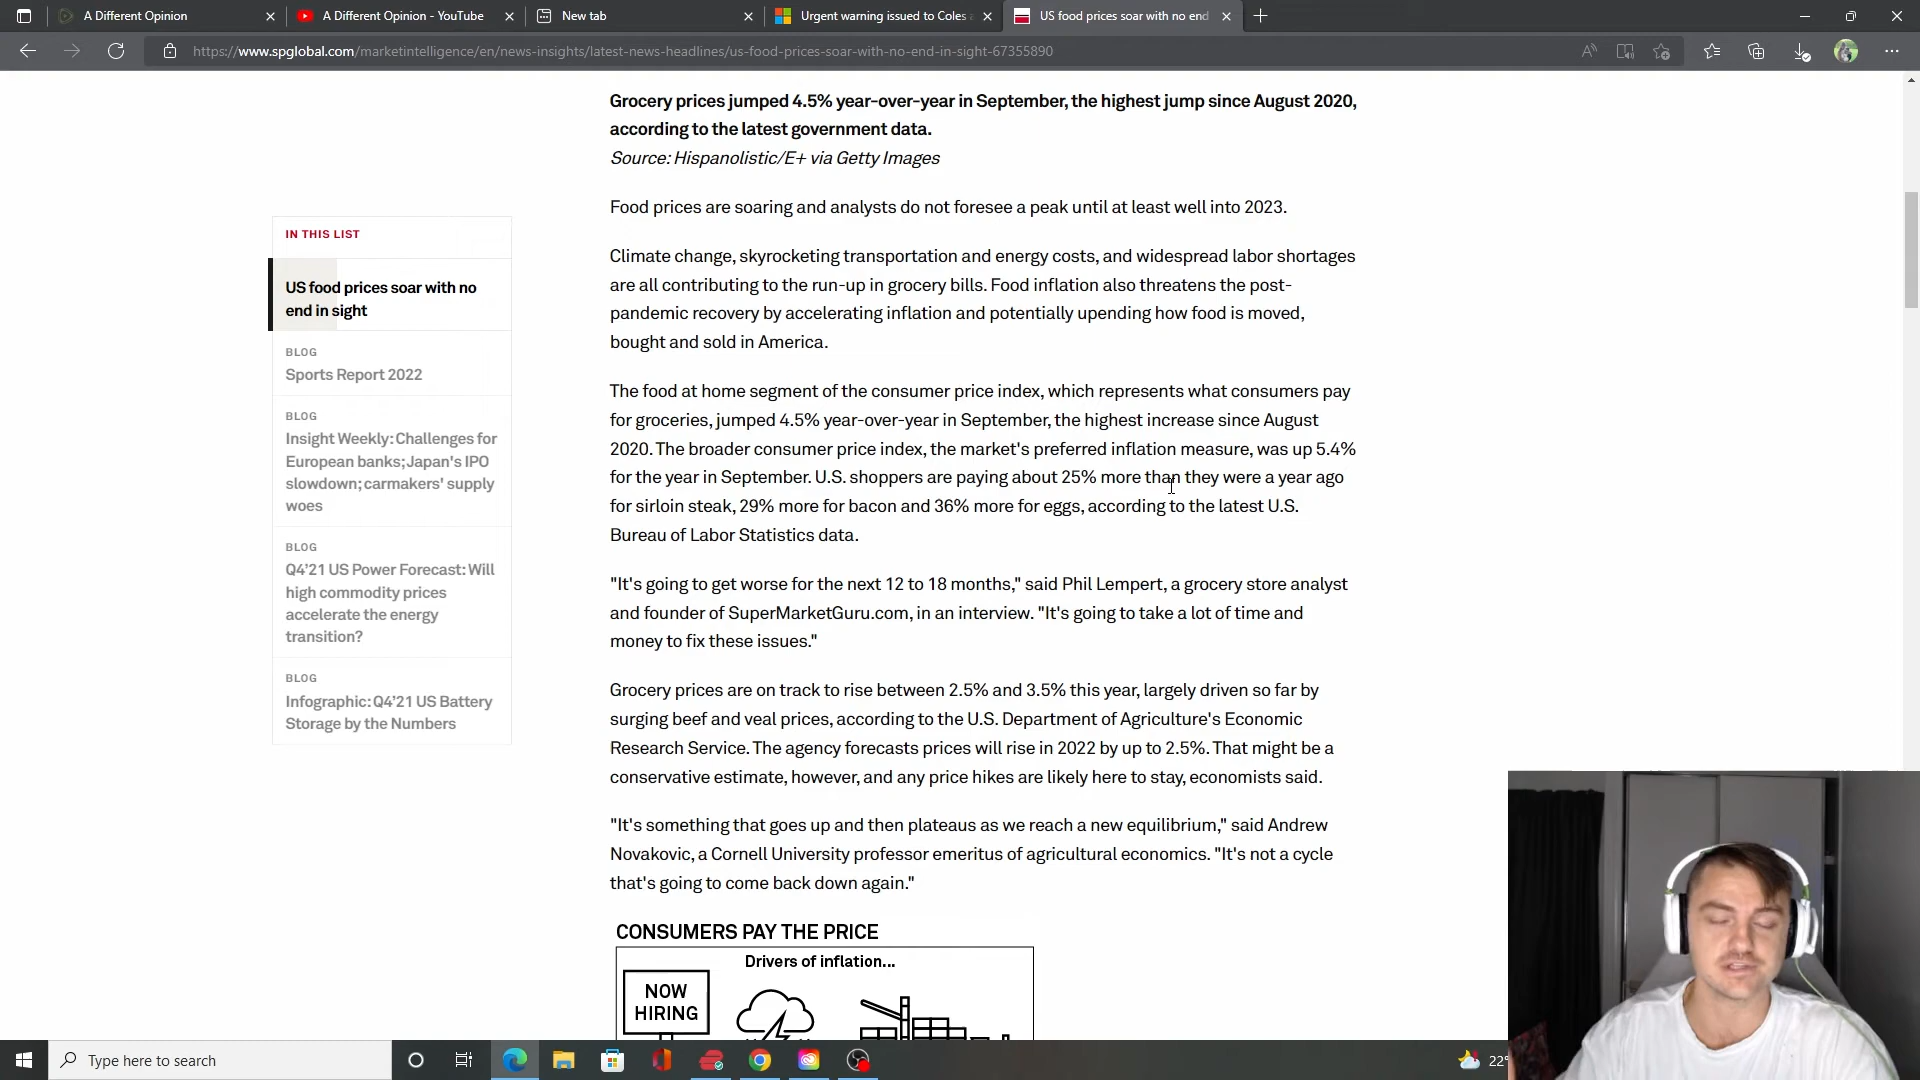 A Different Opinion
A Different Opinion - YouTube
New tab
Urgent warning issued to Coles
US food prices soar with no end
https://www.spglobal.com/marketintelligence/en/news-insights/latest-news-headlines/us-food-prices-soar-with-no-end-in-sight-67355890
Grocery prices jumped 4.5% year-over-year in September, the highest jump since August 2020,
according to the latest government data.
Source: Hispanolistic/E+ via Getty Images
Food prices are soaring and analysts do not foresee a peak until at least well into 2023.
Climate change, skyrocketing transportation and energy costs, and widespread labor shortages
are all contributing to the run-up in grocery bills. Food inflation also threatens the post-
pandemic recovery by accelerating inflation and potentially upending how food is moved,
bought and sold in America.
The food at home segment of the consumer price index, which represents what consumers pay
for groceries, jumped 4.5% year-over-year in September, the highest increase since August
2020. The broader consumer price index, the market's preferred inflation measure, was up 5.4%
for the year in September. U.S. shoppers are paying about 25% more than they were a year ago
for sirloin steak, 29% more for bacon and 36% more for eggs, according to the latest U.S.
Bureau of Labor Statistics data.
"It's going to get worse for the next 12 to 18 months," said Phil Lempert, a grocery store analyst
and founder of SuperMarketGuru.com, in an interview. "It's going to take a lot of time and
money to fix these issues."
Grocery prices are on track to rise between 2.5% and 3.5% this year, largely driven so far by
surging beef and veal prices, according to the U.S. Department of Agriculture's Economic
Research Service. The agency forecasts prices will rise in 2022 by up to 2.5%. That might be a
conservative estimate, however, and any price hikes are likely here to stay, economists said.
"It's something that goes up and then plateaus as we reach a new equilibrium," said Andrew
Novakovic, a Cornell University professor emeritus of agricultural economics. "It's not a cycle
that's going to come back down again."
CONSUMERS PAY THE PRICE
Drivers of inflation...
NOW
HIRING
IN THIS LIST
US food prices soar with no
end in sight
BLOG
Sports Report 2022
BLOG
Insight Weekly: Challenges for
European banks; Japan's IPO
slowdown; carmakers' supply
woes
BLOG
Q4'21 US Power Forecast: Will
high commodity prices
accelerate the energy
transition?
BLOG
Infographic: Q4'21 US Battery
Storage by the Numbers
Type here to search
22°